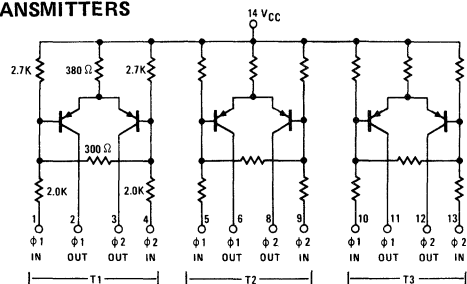 ANSMITTERS
14 VCC
2.7K
380 Ω
2.7K
300 Ω
2.0K
2.0K
1 2 3 4 5 6 8 9 10 11 12 13
ϕ1 ϕ1 ϕ2 ϕ2 ϕ1 ϕ1 ϕ2 ϕ2 ϕ1 ϕ1 ϕ2 ϕ2
IN OUT OUT IN IN OUT OUT IN IN OUT OUT IN
T1 T2 T3